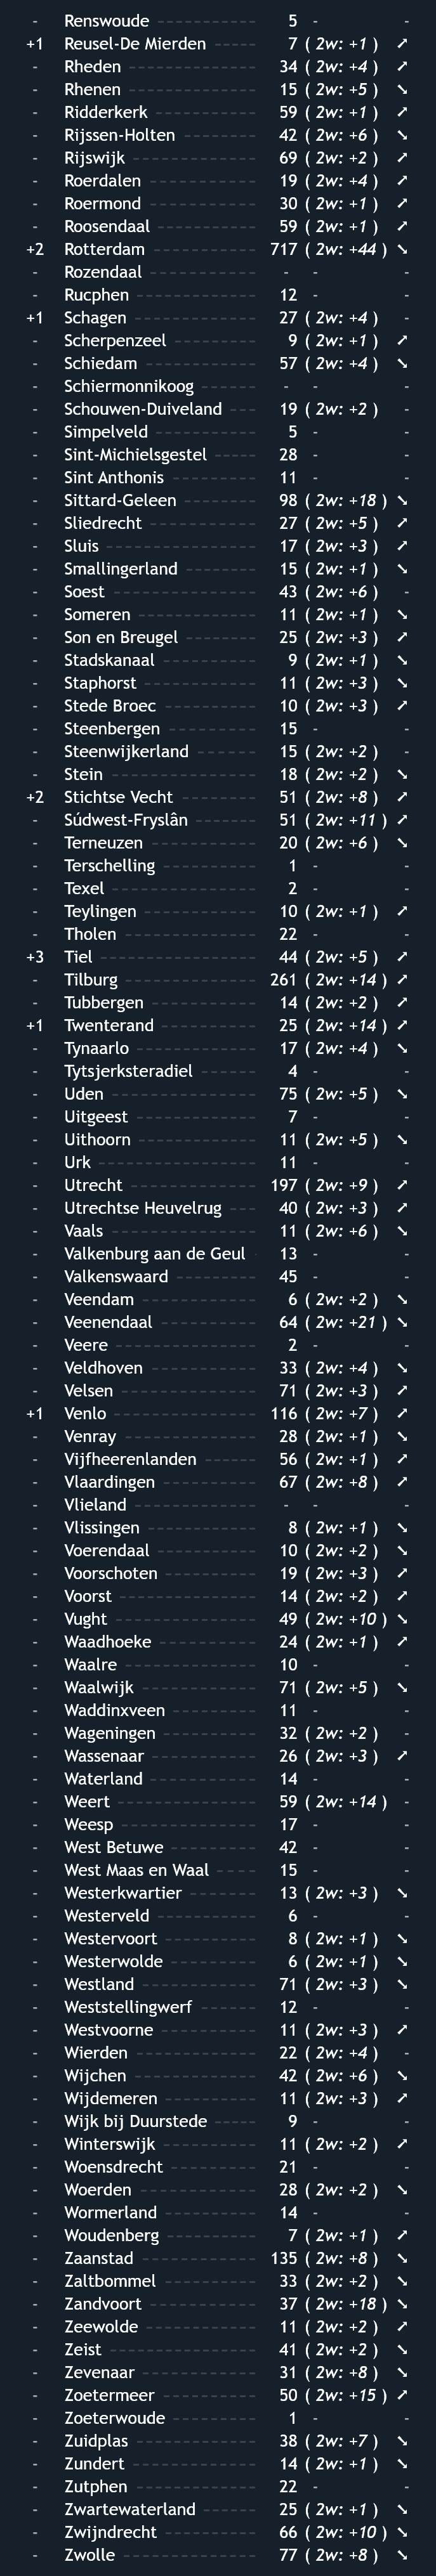 - Renswoude 5 - -
+1 Reusel-De Mierden 7 ( 2w: +1 ) ➚
- Rheden 34 ( 2w: +4 ) ➚
- Rhenen 15 ( 2w: +5 ) ➘
- Ridderkerk 59 ( 2w: +1 ) ➚
- Rijssen-Holten 42 ( 2w: +6 ) ➘
- Rijswijk 69 ( 2w: +2 ) ➚
- Roerdalen 19 ( 2w: +4 ) ➚
- Roermond 30 ( 2w: +1 ) ➚
- Roosendaal 59 ( 2w: +1 ) ➚
+2 Rotterdam 717 ( 2w: +44 ) ➘
- Rozendaal - - -
- Rucphen 12 - -
+1 Schagen 27 ( 2w: +4 ) -
- Scherpenzeel 9 ( 2w: +1 ) ➚
- Schiedam 57 ( 2w: +4 ) ➘
- Schiermonnikoog - - -
- Schouwen-Duiveland 19 ( 2w: +2 ) -
- Simpelveld 5 - -
- Sint-Michielsgestel 28 - -
- Sint Anthonis 11 - -
- Sittard-Geleen 98 ( 2w: +18 ) ➘
- Sliedrecht 27 ( 2w: +5 ) ➚
- Sluis 17 ( 2w: +3 ) ➚
- Smallingerland 15 ( 2w: +1 ) ➘
- Soest 43 ( 2w: +6 ) -
- Someren 11 ( 2w: +1 ) ➘
- Son en Breugel 25 ( 2w: +3 ) ➚
- Stadskanaal 9 ( 2w: +1 ) ➘
- Staphorst 11 ( 2w: +3 ) ➘
- Stede Broec 10 ( 2w: +3 ) ➚
- Steenbergen 15 - -
- Steenwijkerland 15 ( 2w: +2 ) -
- Stein 18 ( 2w: +2 ) ➘
+2 Stichtse Vecht 51 ( 2w: +8 ) ➚
- Súdwest-Fryslân 51 ( 2w: +11 ) ➚
- Terneuzen 20 ( 2w: +6 ) ➘
- Terschelling 1 - -
- Texel 2 - -
- Teylingen 10 ( 2w: +1 ) ➚
- Tholen 22 - -
+3 Tiel 44 ( 2w: +5 ) ➚
- Tilburg 261 ( 2w: +14 ) ➚
- Tubbergen 14 ( 2w: +2 ) ➚
+1 Twenterand 25 ( 2w: +14 ) ➚
- Tynaarlo 17 ( 2w: +4 ) ➘
- Tytsjerksteradiel 4 - -
- Uden 75 ( 2w: +5 ) ➘
- Uitgeest 7 - -
- Uithoorn 11 ( 2w: +5 ) ➘
- Urk 11 - -
- Utrecht 197 ( 2w: +9 ) ➚
- Utrechtse Heuvelrug 40 ( 2w: +3 ) ➚
- Vaals 11 ( 2w: +6 ) ➘
- Valkenburg aan de Geul 13 - -
- Valkenswaard 45 - -
- Veendam 6 ( 2w: +2 ) ➘
- Veenendaal 64 ( 2w: +21 ) ➘
- Veere 2 - -
- Veldhoven 33 ( 2w: +4 ) ➘
- Velsen 71 ( 2w: +3 ) ➚
+1 Venlo 116 ( 2w: +7 ) ➚
- Venray 28 ( 2w: +1 ) ➘
- Vijfheerenlanden 56 ( 2w: +1 ) ➚
- Vlaardingen 67 ( 2w: +8 ) ➚
- Vlieland - - -
- Vlissingen 8 ( 2w: +1 ) ➘
- Voerendaal 10 ( 2w: +2 ) ➘
- Voorschoten 19 ( 2w: +3 ) ➚
- Voorst 14 ( 2w: +2 ) ➚
- Vught 49 ( 2w: +10 ) ➘
- Waadhoeke 24 ( 2w: +1 ) ➚
- Waalre 10 - -
- Waalwijk 71 ( 2w: +5 ) ➘
- Waddinxveen 11 - -
- Wageningen 32 ( 2w: +2 ) -
- Wassenaar 26 ( 2w: +3 ) ➚
- Waterland 14 - -
- Weert 59 ( 2w: +14 ) -
- Weesp 17 - -
- West Betuwe 42 - -
- West Maas en Waal 15 - -
- Westerkwartier 13 ( 2w: +3 ) ➘
- Westerveld 6 - -
- Westervoort 8 ( 2w: +1 ) ➘
- Westerwolde 6 ( 2w: +1 ) ➘
- Westland 71 ( 2w: +3 ) ➘
- Weststellingwerf 12 - -
- Westvoorne 11 ( 2w: +3 ) ➚
- Wierden 22 ( 2w: +4 ) -
- Wijchen 42 ( 2w: +6 ) ➘
- Wijdemeren 11 ( 2w: +3 ) ➚
- Wijk bij Duurstede 9 - -
- Winterswijk 11 ( 2w: +2 ) ➚
- Woensdrecht 21 - -
- Woerden 28 ( 2w: +2 ) ➘
- Wormerland 14 - -
- Woudenberg 7 ( 2w: +1 ) ➚
- Zaanstad 135 ( 2w: +8 ) ➘
- Zaltbommel 33 ( 2w: +2 ) ➘
- Zandvoort 37 ( 2w: +18 ) ➘
- Zeewolde 11 ( 2w: +2 ) ➚
- Zeist 41 ( 2w: +2 ) ➘
- Zevenaar 31 ( 2w: +8 ) ➘
- Zoetermeer 50 ( 2w: +15 ) ➚
- Zoeterwoude 1 - -
- Zuidplas 38 ( 2w: +7 ) ➘
- Zundert 14 ( 2w: +1 ) ➘
- Zutphen 22 - -
- Zwartewaterland 25 ( 2w: +1 ) ➘
- Zwijndrecht 66 ( 2w: +10 ) ➘
- Zwolle 77 ( 2w: +8 ) ➘